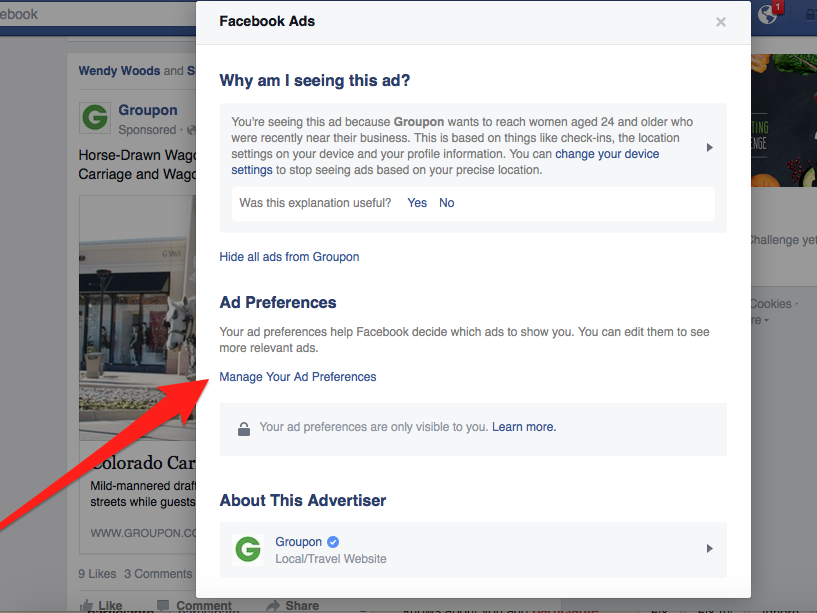 ebook
Facebook Ads
1
Wendy Woods and S
Groupon
Sponsored ·
Horse-Drawn Wago
Carriage and Wago
Why am I seeing this ad?
You're seeing this ad because Groupon wants to reach women aged 24 and older who
were recently near their business. This is based on things like check-ins, the location
settings on your device and your profile information. You can change your device
settings to stop seeing ads based on your precise location.
Was this explanation useful? Yes No
Hide all ads from Groupon
Ad Preferences
Your ad preferences help Facebook decide which ads to show you. You can edit them to see
more relevant ads.
Manage Your Ad Preferences
Your ad preferences are only visible to you. Learn more.
About This Advertiser
Groupon
Local/Travel Website
Colorado Car
Mild-mannered draft
streets while guests
WWW.GROUPON.CO
9 Likes 3 Comments
Like Comment Share
TING
ENGE
Challenge yet
Cookies ·
re